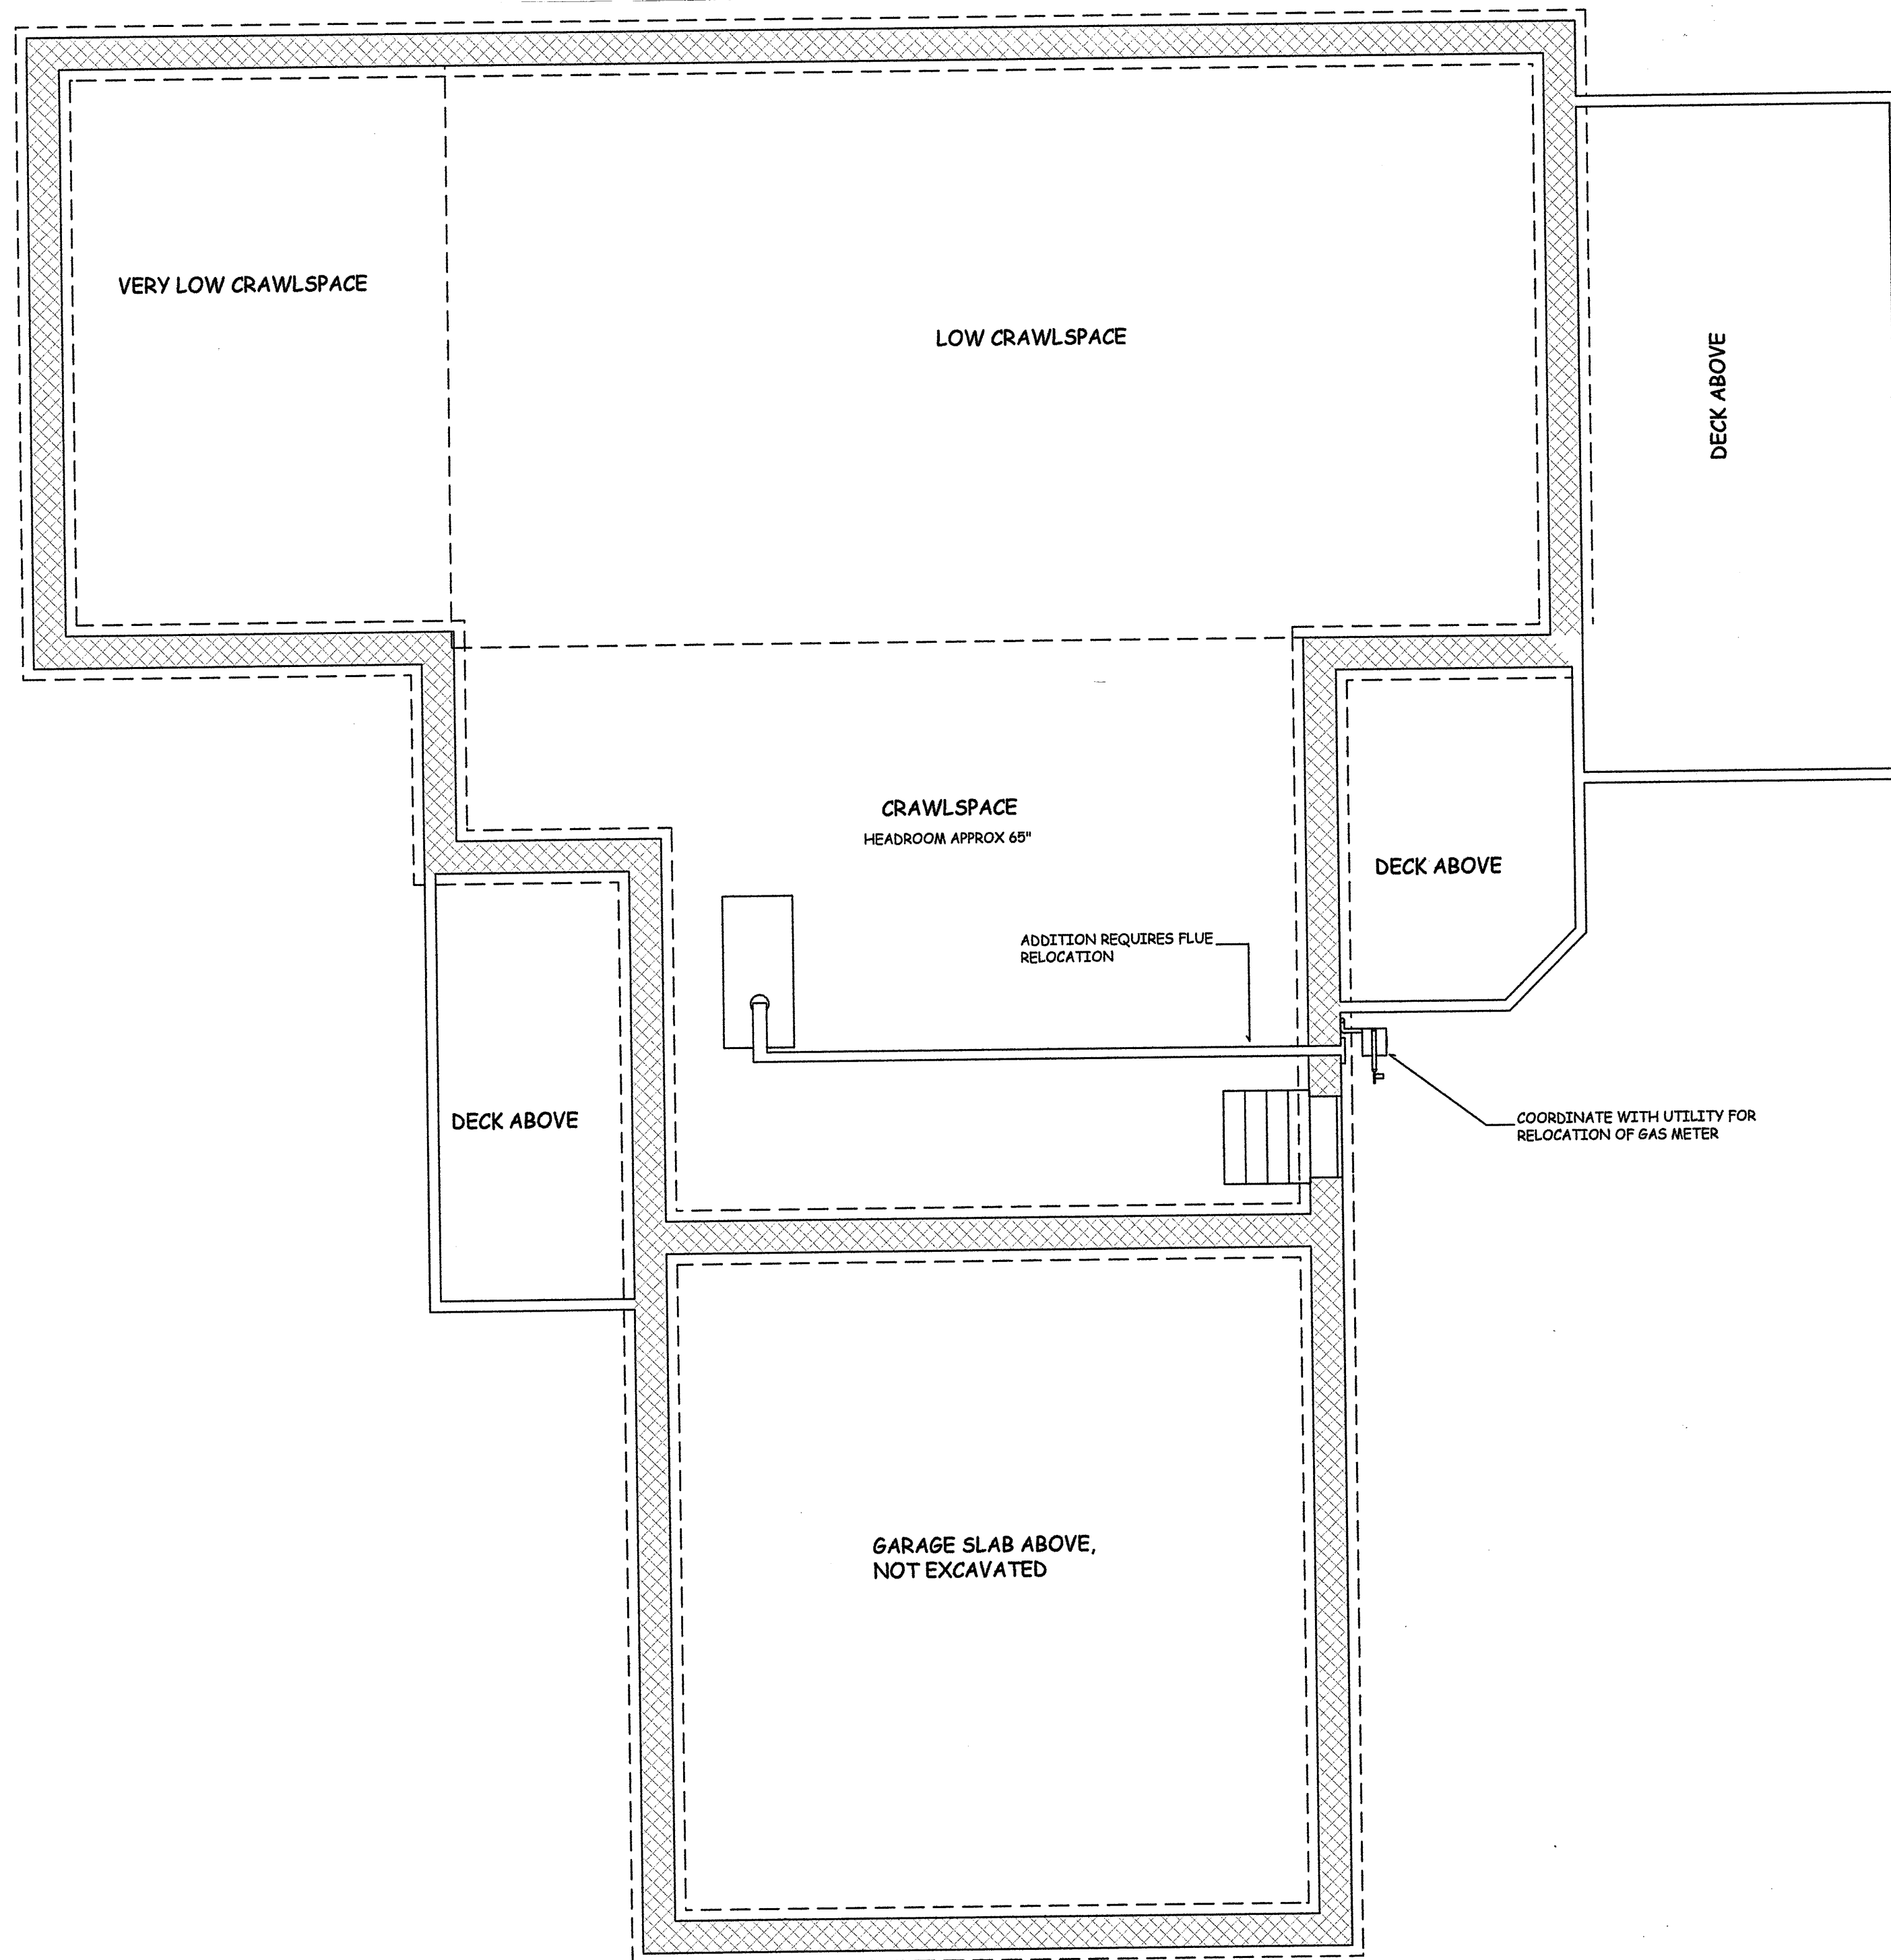 VERY LOW CRAWLSPACE
LOW CRAWLSPACE
DECK ABOVE
CRAWLSPACE
HEADROOM APPROX 65"
DECK ABOVE
ADDITION REQUIRES FLUE
RELOCATION
DECK ABOVE
COORDINATE WITH UTILITY FOR
RELOCATION OF GAS METER
GARAGE SLAB ABOVE,
NOT EXCAVATED